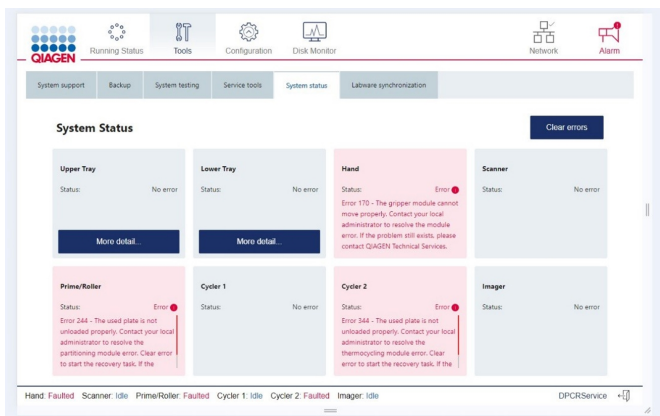 QIAGEN
Running Status
Tools
Configuration
Disk Monitor
Network
Alarm
System support
Backup
System testing
Service tools
System status
Labware synchronization
System Status
Clear errors
Upper Tray
Status: No error
More detail...
Lower Tray
Status: No error
More detail...
Hand
Status: Error
Error 170 - The gripper module cannot
move properly. Contact your local
administrator to resolve the module
error. If the problem still exists, please
contact QIAGEN Technical Services.
Scanner
Status: No error
Prime/Roller
Status: Error
Error 244 - The used plate is not
unloaded properly. Contact your local
administrator to resolve the
partitioning module error. Clear error
to start the recovery task. If the
Cycler 1
Status: No error
Cycler 2
Status: Error
Error 344 - The used plate is not
unloaded properly. Contact your local
administrator to resolve the
thermocycling module error. Clear
error to start the recovery task. If the
Imager
Status: No error
Hand: Faulted Scanner: Idle Prime/Roller: Faulted Cycler 1: Idle Cycler 2: Faulted Imager: Idle DPCRService